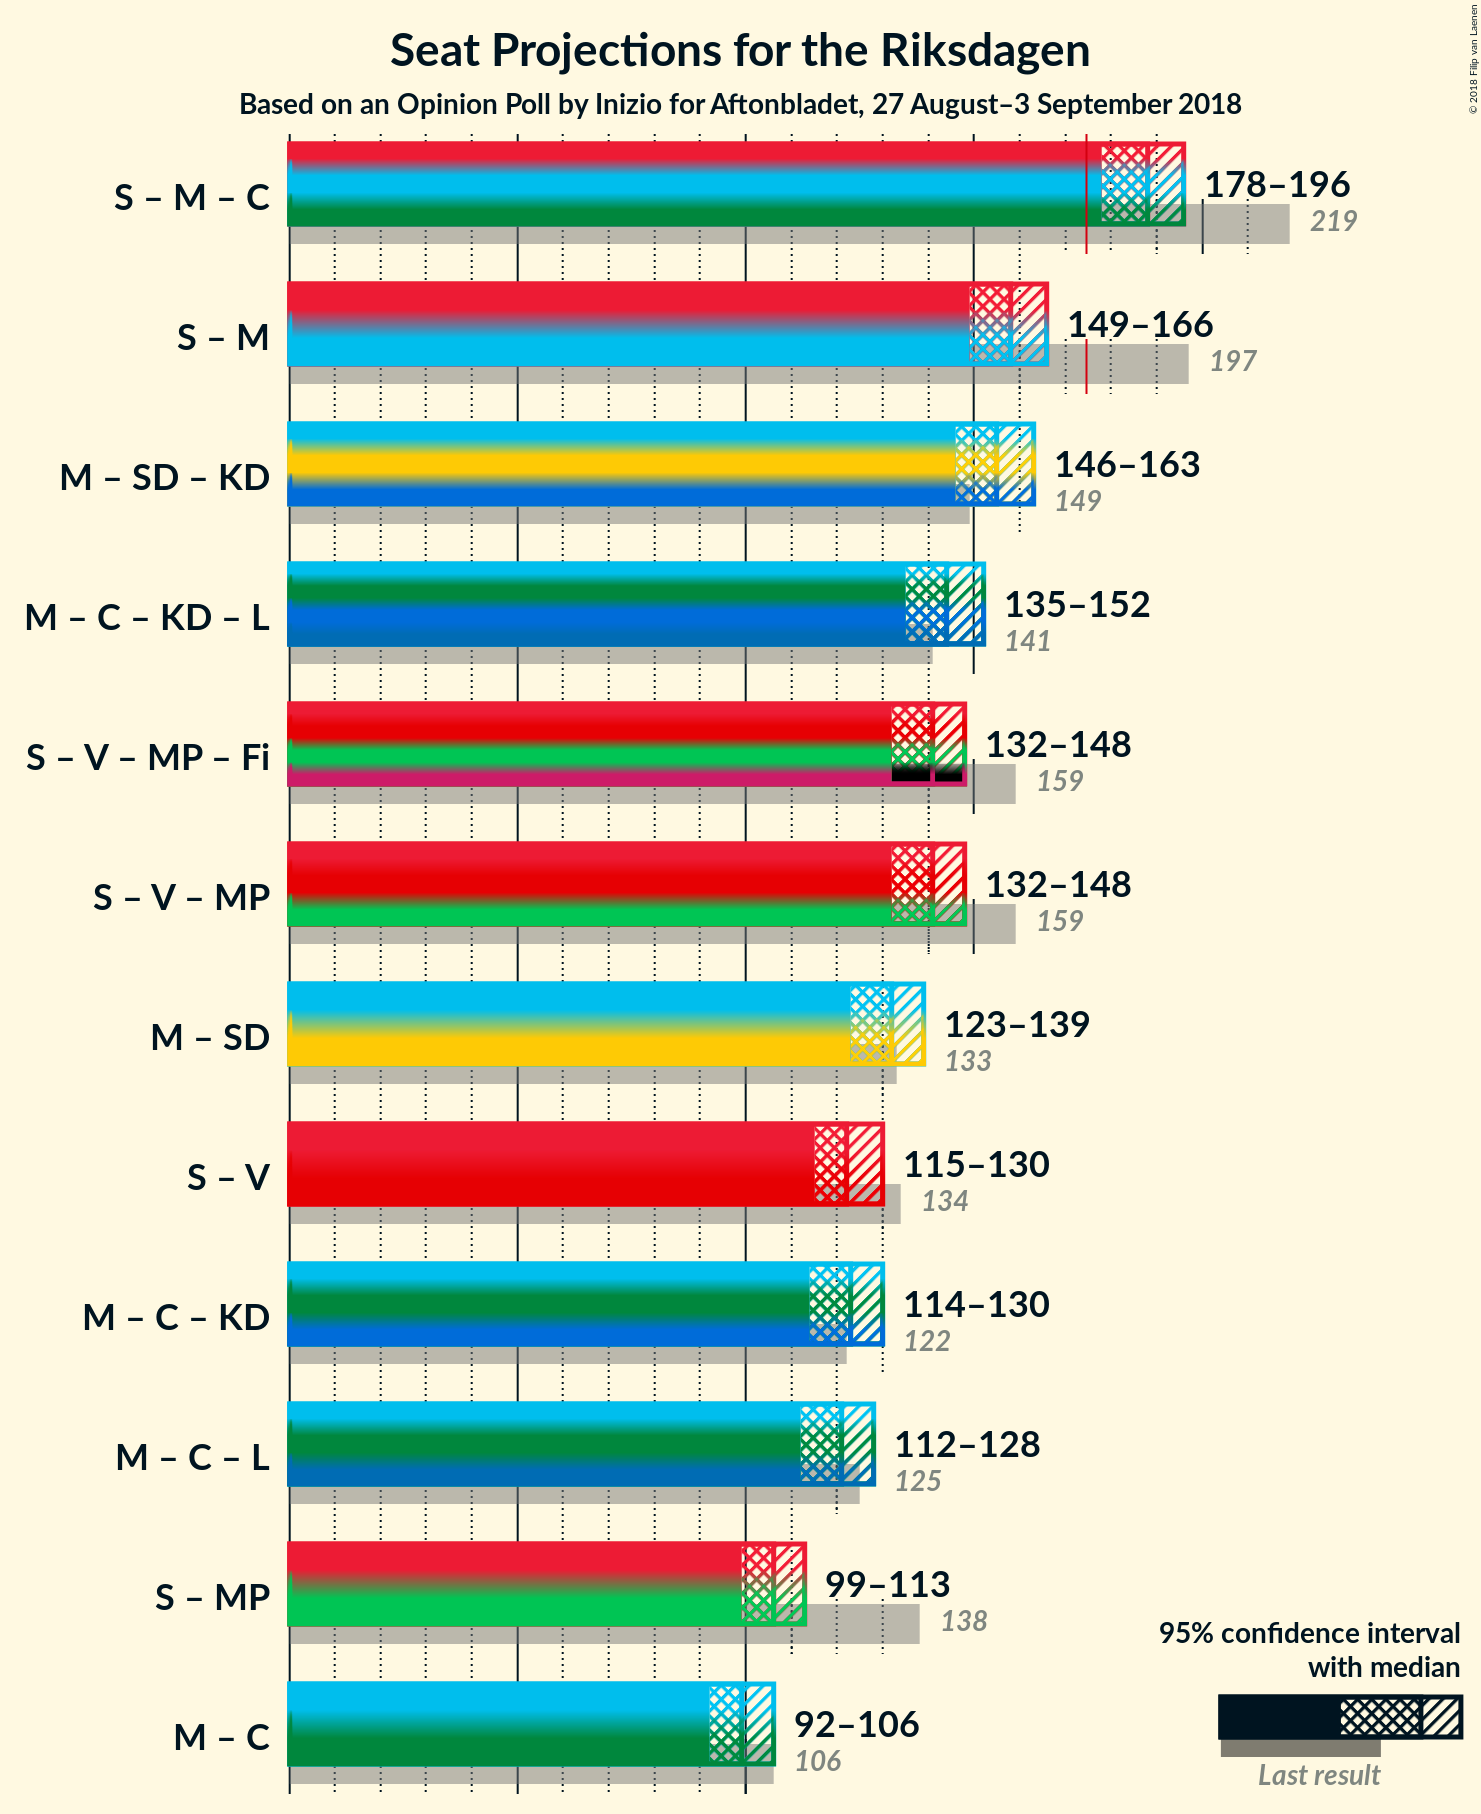 Seat Projections for the Riksdagen
Based on an Opinion Poll by Inizio for Aftonbladet, 27 August–3 September 2018
© 2018 Filip van Laenen
S – M – C
178–196
219
S – M
149–166
197
M – SD – KD
146–163
149
M – C – KD – L
135–152
141
S – V – MP – Fi
132–148
159
S – V – MP
132–148
159
M – SD
123–139
133
S – V
115–130
134
M – C – KD
114–130
122
M – C – L
112–128
125
S – MP
99–113
138
M – C
92–106
106
95% confidence interval
with median
Last result